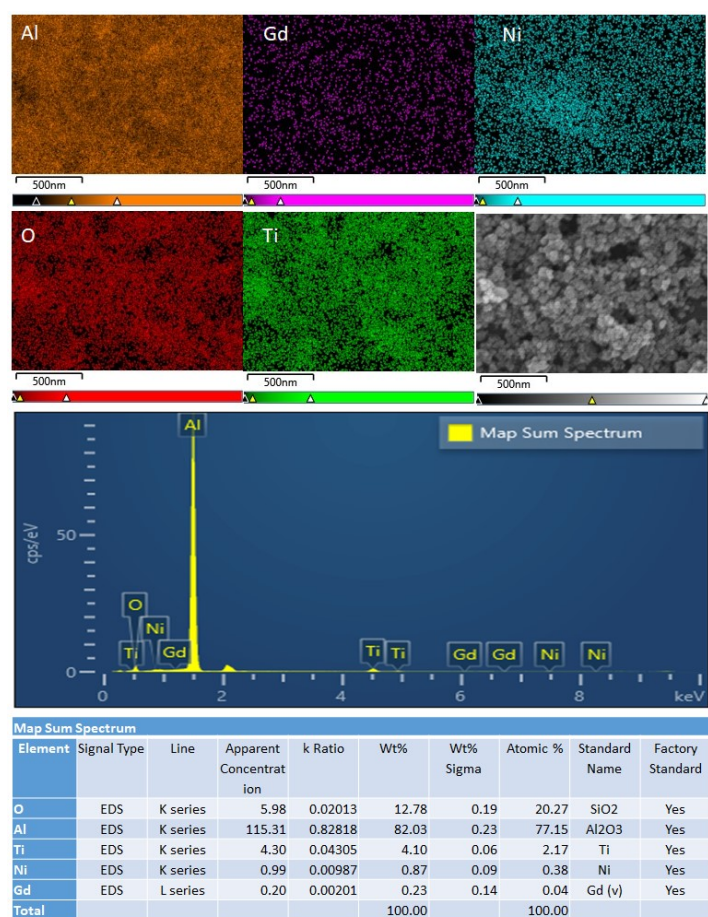 Al Gd Ni
500nm 500nm 500nm
O Ti
500nm 500nm 500nm
Al
Map Sum Spectrum
cps/eV
50
O
Ni
Ti Gd Ti Ti Gd Gd Ni Ni
0
0 2 4 6 8 keV
Map Sum Spectrum
Element Signal Type Line Apparent k Ratio Wt% Wt% Atomic % Standard Factory
Concentrat Sigma Name Standard
ion
O EDS K series 5.98 0.02013 12.78 0.19 20.27 SiO2 Yes
Al EDS K series 115.31 0.82818 82.03 0.23 77.15 Al2O3 Yes
Ti EDS K series 4.30 0.04305 4.10 0.06 2.17 Ti Yes
Ni EDS K series 0.99 0.00987 0.87 0.09 0.38 Ni Yes
Gd EDS L series 0.20 0.00201 0.23 0.14 0.04 Gd (v) Yes
Total 100.00 100.00